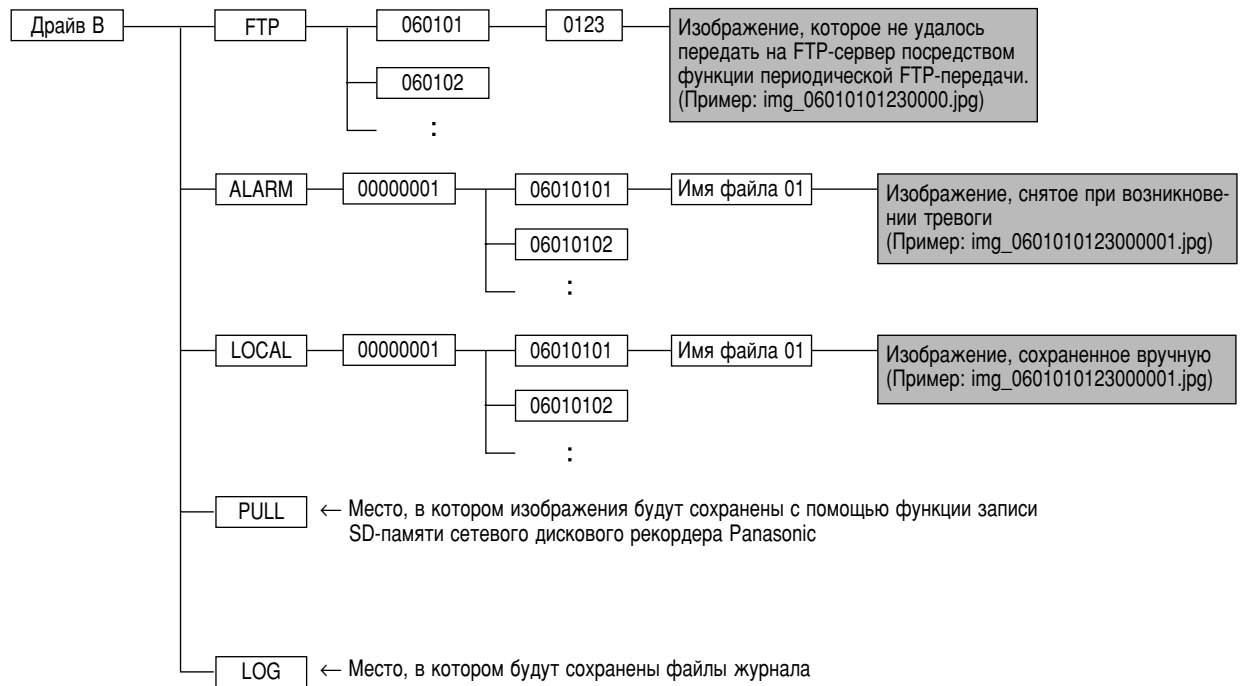 Драйв B
FTP
060101
0123
Изображение, которое не удалось
передать на FTP-сервер посредством
функции периодической FTP-передачи.
(Пример: img_06010101230000.jpg)
060102
:
ALARM
00000001
06010101
Имя файла 01
Изображение, снятое при возникнове-
нии тревоги
(Пример: img_0601010123000001.jpg)
06010102
:
LOCAL
00000001
06010101
Имя файла 01
Изображение, сохраненное вручную
(Пример: img_0601010123000001.jpg)
06010102
:
PULL
← Место, в котором изображения будут сохранены с помощью функции записи
SD-памяти сетевого дискового рекордера Panasonic
LOG
← Место, в котором будут сохранены файлы журнала